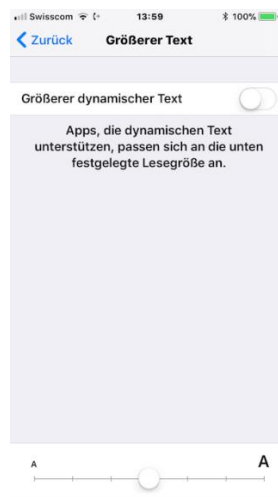 Swisscom 13:59 100%
Zurück Größerer Text
Größerer dynamischer Text
Apps, die dynamischen Text
unterstützen, passen sich an die unten
festgelegte Lesegröße an.
A A